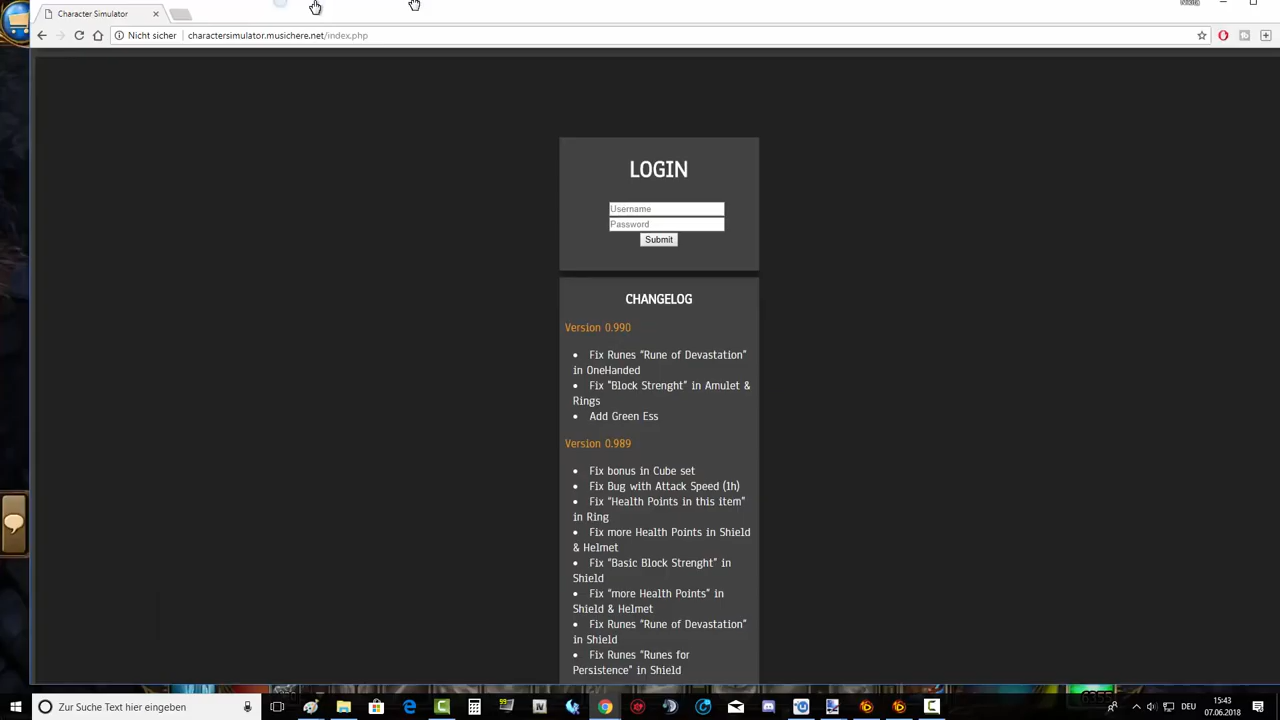 Character Simulator
Nicht sicher
charactersimulator.musichere.net/index.php
LOGIN
Username
Password
Submit
CHANGELOG
Version 0.990
• Fix Runes "Rune of Devastation"
in OneHanded
• Fix "Block Strenght" in Amulet &
Rings
• Add Green Ess
Version 0.989
• Fix bonus in Cube set
• Fix Bug with Attack Speed (1h)
• Fix "Health Points in this item"
in Ring
• Fix more Health Points in Shield
& Helmet
• Fix "Basic Block Strenght" in
Shield
• Fix "more Health Points" in
Shield & Helmet
• Fix Runes "Rune of Devastation"
in Shield
• Fix Runes "Runes for
Persistence" in Shield
Zur Suche Text hier eingeben
DEU
15:43
07.06.2018